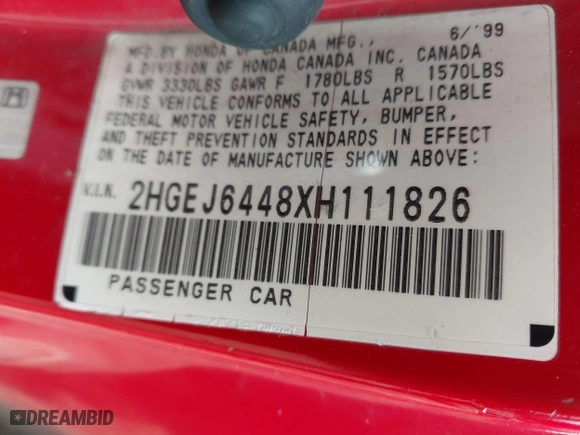 6/'99
MFD.BY HONDA OF CANADA MFG.,
A DIVISION OF HONDA CANADA INC. CANADA
GVWR 3330LBS GAWR F 1780LBS R 1570LBS
THIS VEHICLE CONFORMS TO ALL APPLICABLE
FEDERAL MOTOR VEHICLE SAFETY, BUMPER,
AND THEFT PREVENTION STANDARDS IN EFFECT
ON THE DATE OF MANUFACTURE SHOWN ABOVE:
V.I.N. 2HGEJ6448XH111826
PASSENGER CAR
DREAMBID